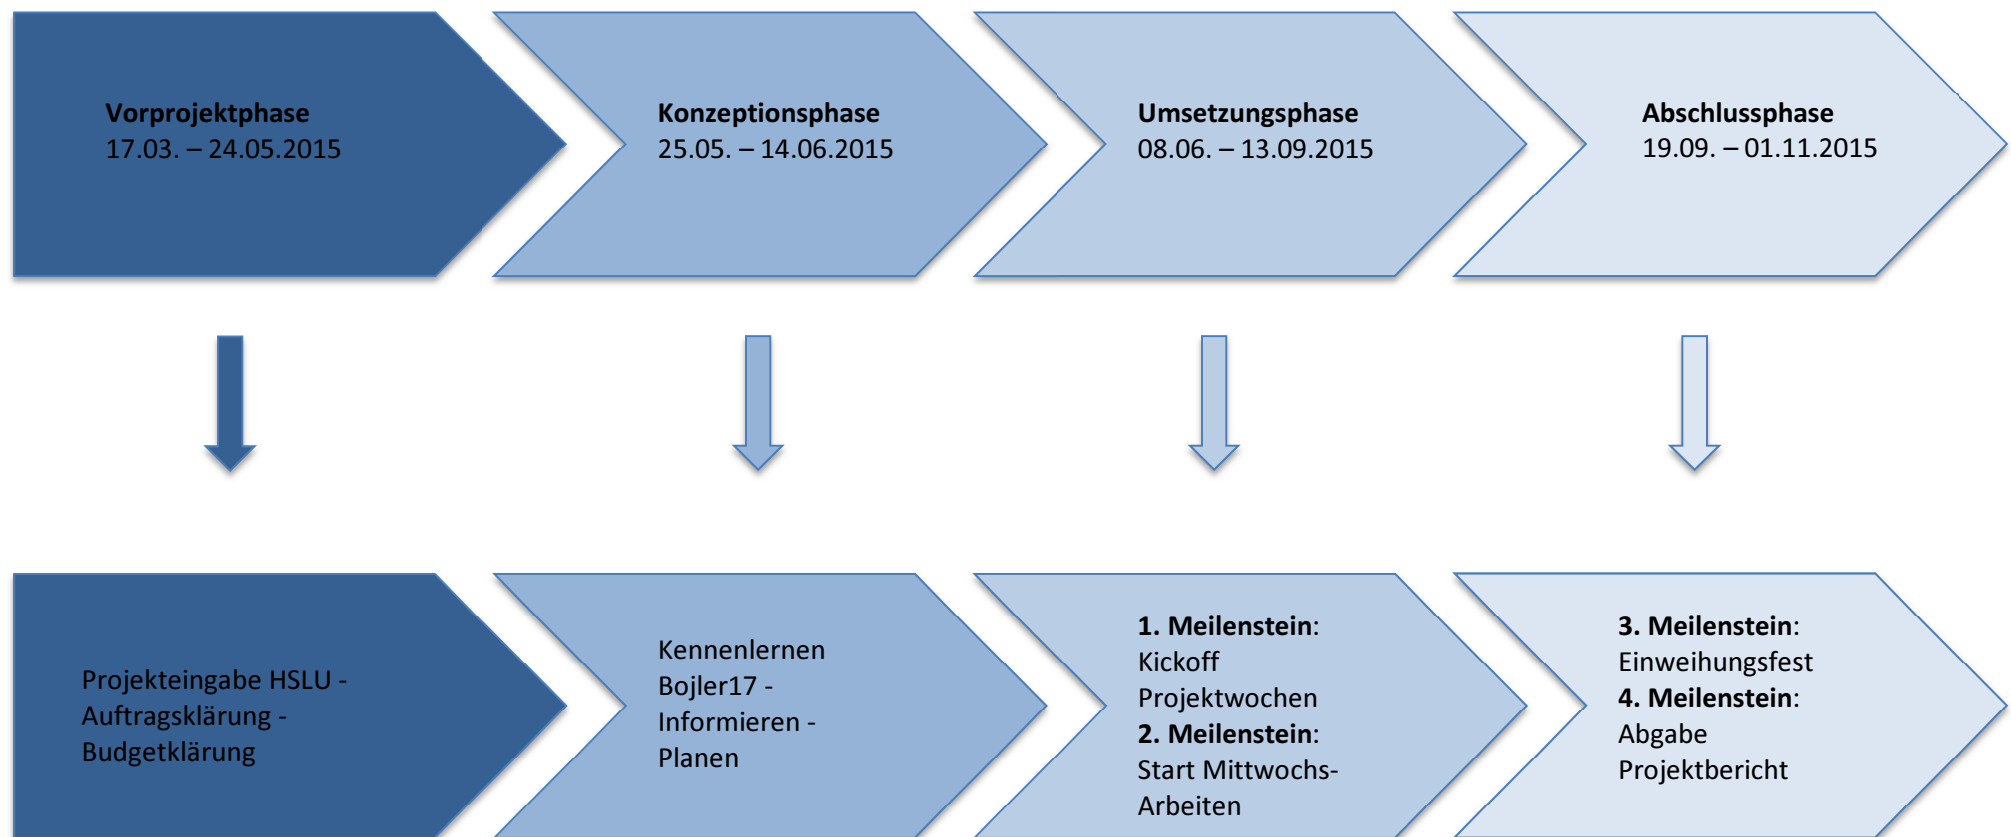 Vorprojektphase
17.03. – 24.05.2015
Konzeptionsphase
25.05. – 14.06.2015
Umsetzungsphase
08.06. – 13.09.2015
Abschlussphase
19.09. – 01.11.2015
Projekteingabe HSLU -
Auftragsklärung -
Budgetklärung
Kennenlernen
Bojler17 -
Informieren -
Planen
1. Meilenstein:
Kickoff
Projektwochen
2. Meilenstein:
Start Mittwochs-
Arbeiten
3. Meilenstein:
Einweihungsfest
4. Meilenstein:
Abgabe
Projektbericht